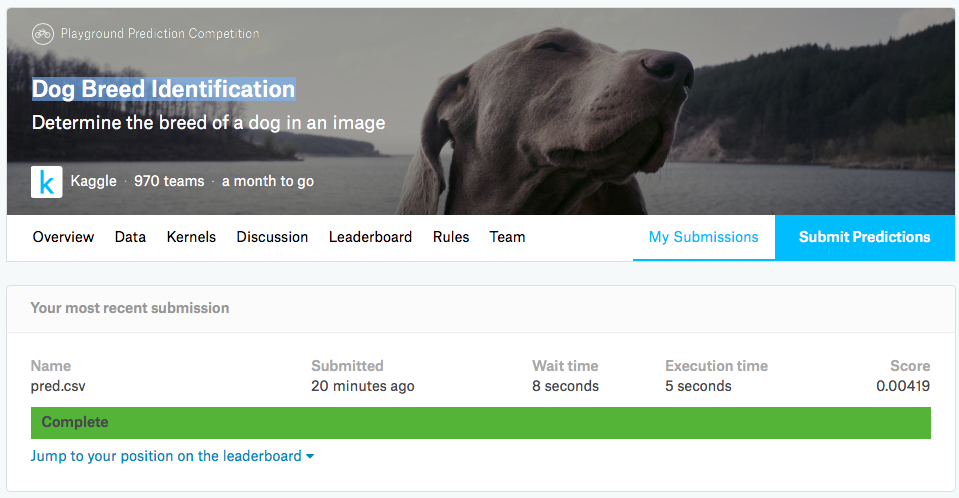 Playground Prediction Competition
Dog Breed Identification
Determine the breed of a dog in an image
k Kaggle · 970 teams · a month to go
Overview Data Kernels Discussion Leaderboard Rules Team My Submissions Submit Predictions
Your most recent submission
Name Submitted Wait time Execution time Score
pred.csv 20 minutes ago 8 seconds 5 seconds 0.00419
Complete
Jump to your position on the leaderboard